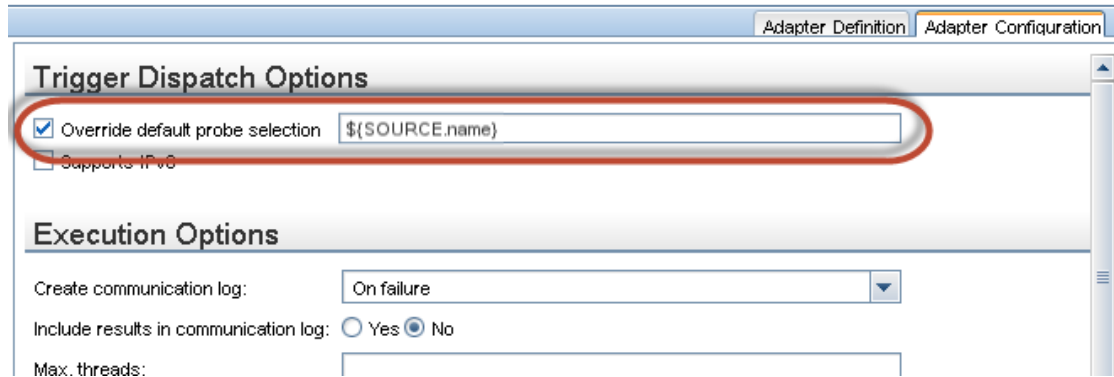 Adapter Definition Adapter Configuration
Trigger Dispatch Options
Override default probe selection ${SOURCE.name}
Supports IPv6
Execution Options
Create communication log: On failure
Include results in communication log: Yes No
Max. threads: